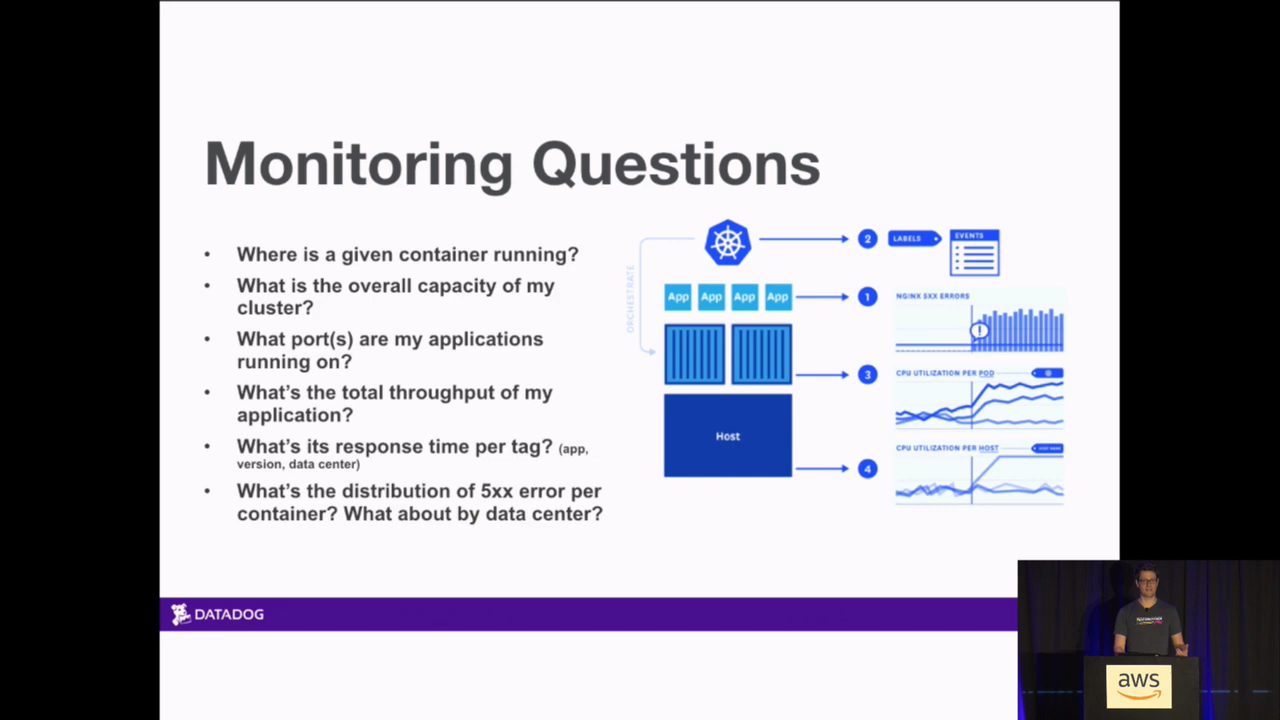 Monitoring Questions
• Where is a given container running?
• What is the overall capacity of my
cluster?
• What port(s) are my applications
running on?
• What's the total throughput of my
application?
• What's its response time per tag? (app,
version, data center)
• What's the distribution of 5xx error per
container? What about by data center?
ORCHESTRATE
2
LABELS
EVENTS
App App App App
1
NGINX 5XX ERRORS
!
3
CPU UTILIZATION PER POD
Host
4
CPU UTILIZATION PER HOST
DATADOG
aws